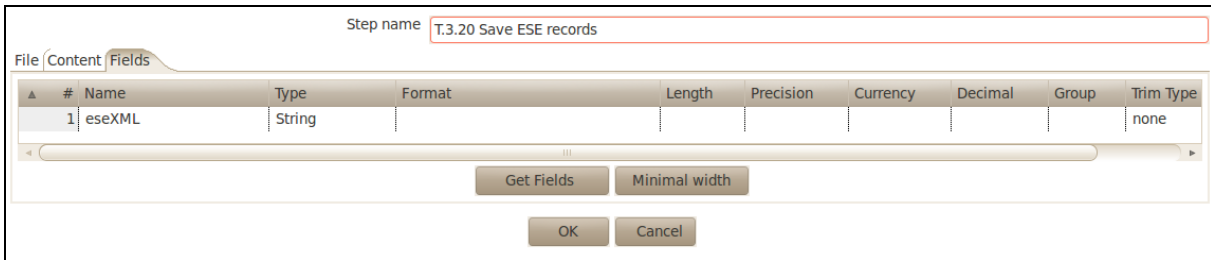 Step name T.3.20 Save ESE records
File Content Fields
# Name Type Format Length Precision Currency Decimal Group Trim Type
1 eseXML String none
Get Fields Minimal width
OK Cancel